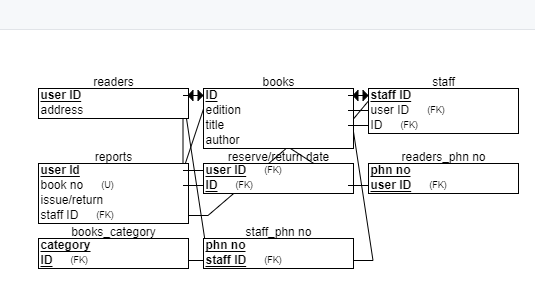 readers
user ID
address
books
ID
edition
title
author
staff
staff ID
user ID (FK)
ID (FK)
reports
user Id
book no (U)
issue/return
staff ID (FK)
reserve/return date
user ID (FK)
ID (FK)
readers_phn no
phn no
user ID (FK)
books_category
category
ID (FK)
staff_phn no
phn no
staff ID (FK)